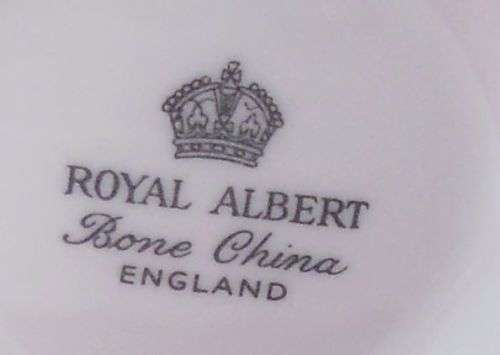 ROYAL ALBERT
Bone China
ENGLAND